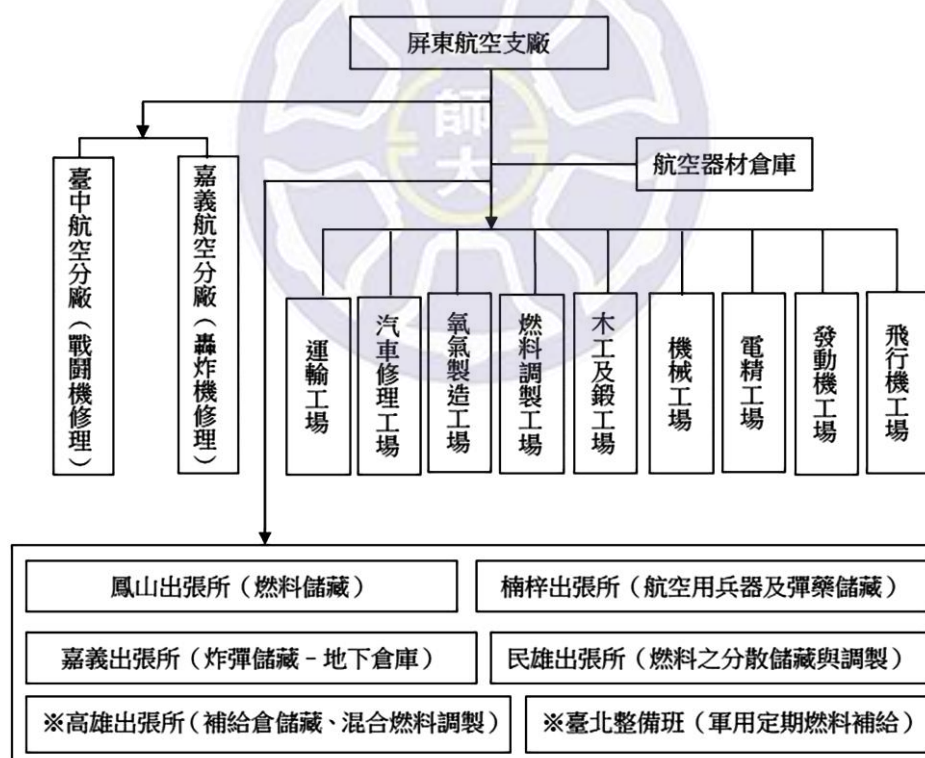 屏東航空支廠
師大
航空器材倉庫
臺中航空分廠（戰鬭機修理）
嘉義航空分廠（轟炸機修理）
運輸工場
汽車修理工場
氧氣製造工場
燃料調製工場
木工及鍛工場
機械工場
電精工場
發動機工場
飛行機工場
鳳山出張所（燃料儲藏）
楠梓出張所（航空用兵器及彈藥儲藏）
嘉義出張所（炸彈儲藏－地下倉庫）
民雄出張所（燃料之分散儲藏與調製）
※高雄出張所（補給倉儲藏、混合燃料調製）
※臺北整備班（軍用定期燃料補給）